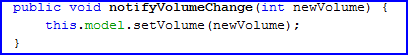 public void notifyVolumeChange(int newVolume) {
    this.model.setVolume(newVolume);
}